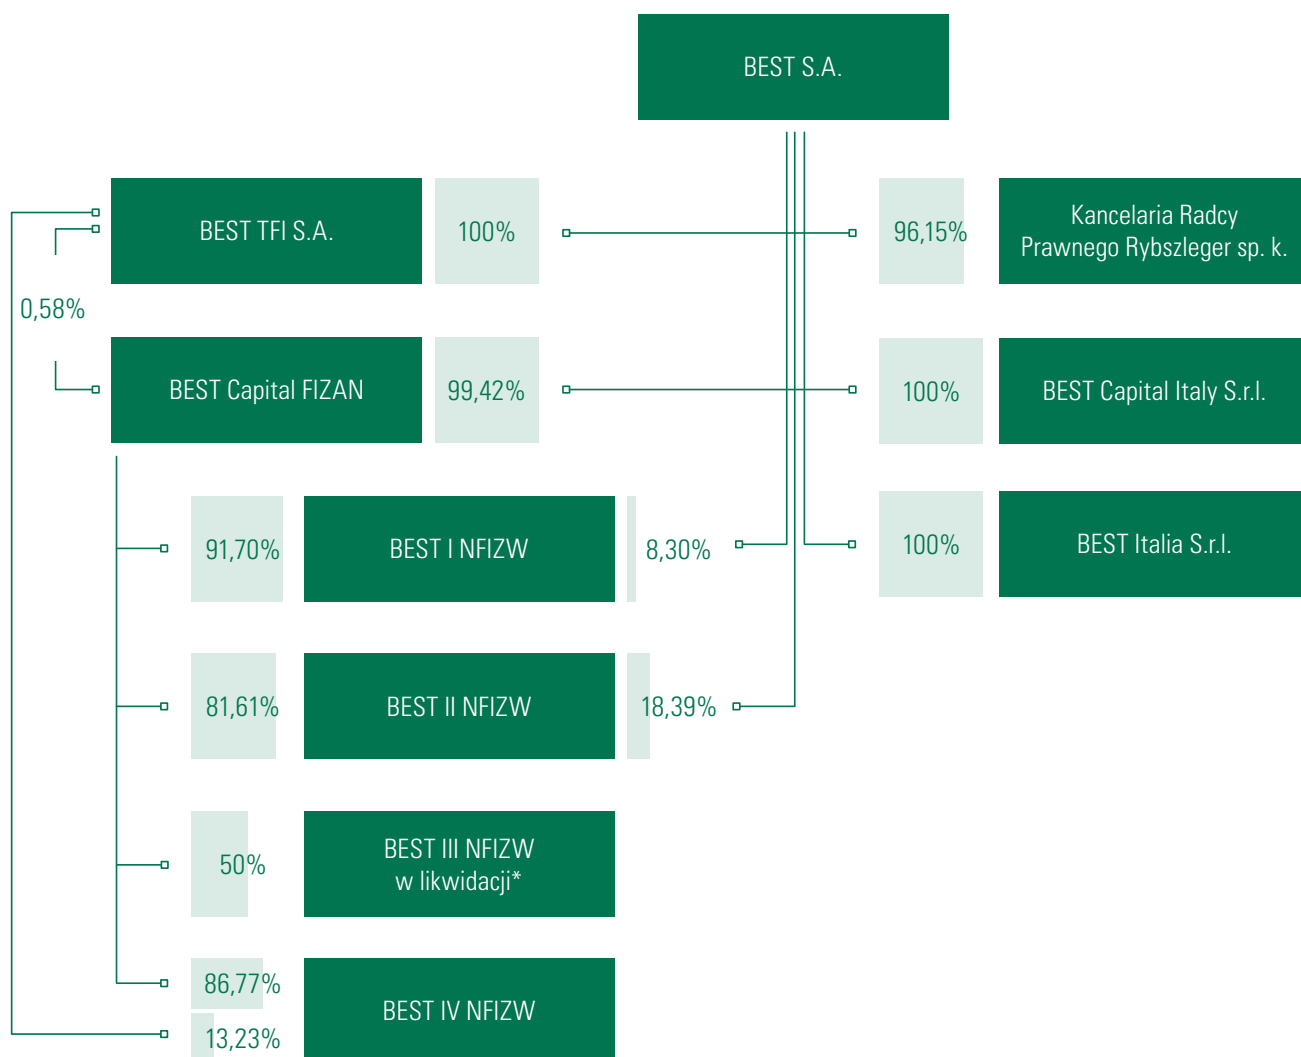 BEST S.A.
BEST TFI S.A.
100%
96,15%
Kancelaria Radcy
Prawnego Rybszleger sp. k.
0,58%
BEST Capital FIZAN
99,42%
100%
BEST Capital Italy S.r.l.
91,70%
BEST I NFIZW
8,30%
100%
BEST Italia S.r.l.
81,61%
BEST II NFIZW
18,39%
50%
BEST III NFIZW
w likwidacji*
86,77%
BEST IV NFIZW
13,23%